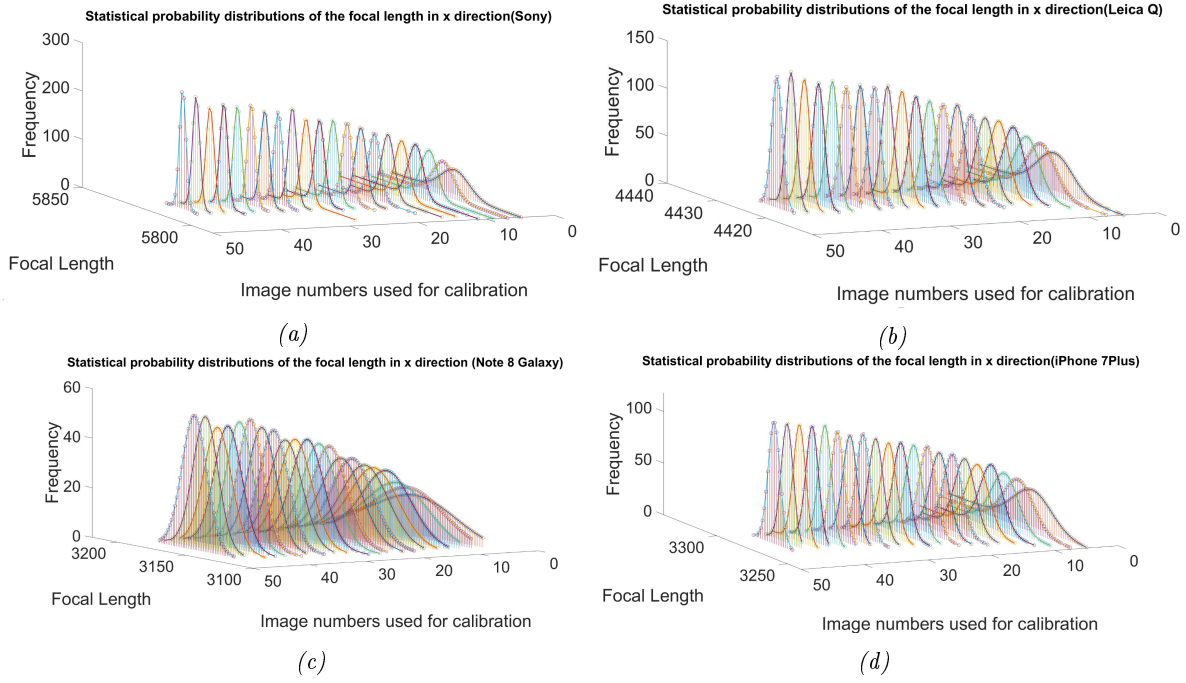 Statistical probability distributions of the focal length in x direction(Sony)
300
200
100
0
Frequency
5850
5800
Focal Length
50
40
30
20
10
0
Image numbers used for calibration
(a)
Statistical probability distributions of the focal length in x direction(Leica Q)
150
100
50
0
Frequency
4440
4430
4420
Focal Length
50
40
30
20
10
0
Image numbers used for calibration
(b)
Statistical probability distributions of the focal length in x direction (Note 8 Galaxy)
60
40
20
0
Frequency
3200
3150
3100
Focal Length
50
40
30
20
10
0
Image numbers used for calibration
(c)
Statistical probability distributions of the focal length in x direction(iPhone 7Plus)
100
50
0
Frequency
3300
3250
Focal Length
50
40
30
20
10
0
Image numbers used for calibration
(d)